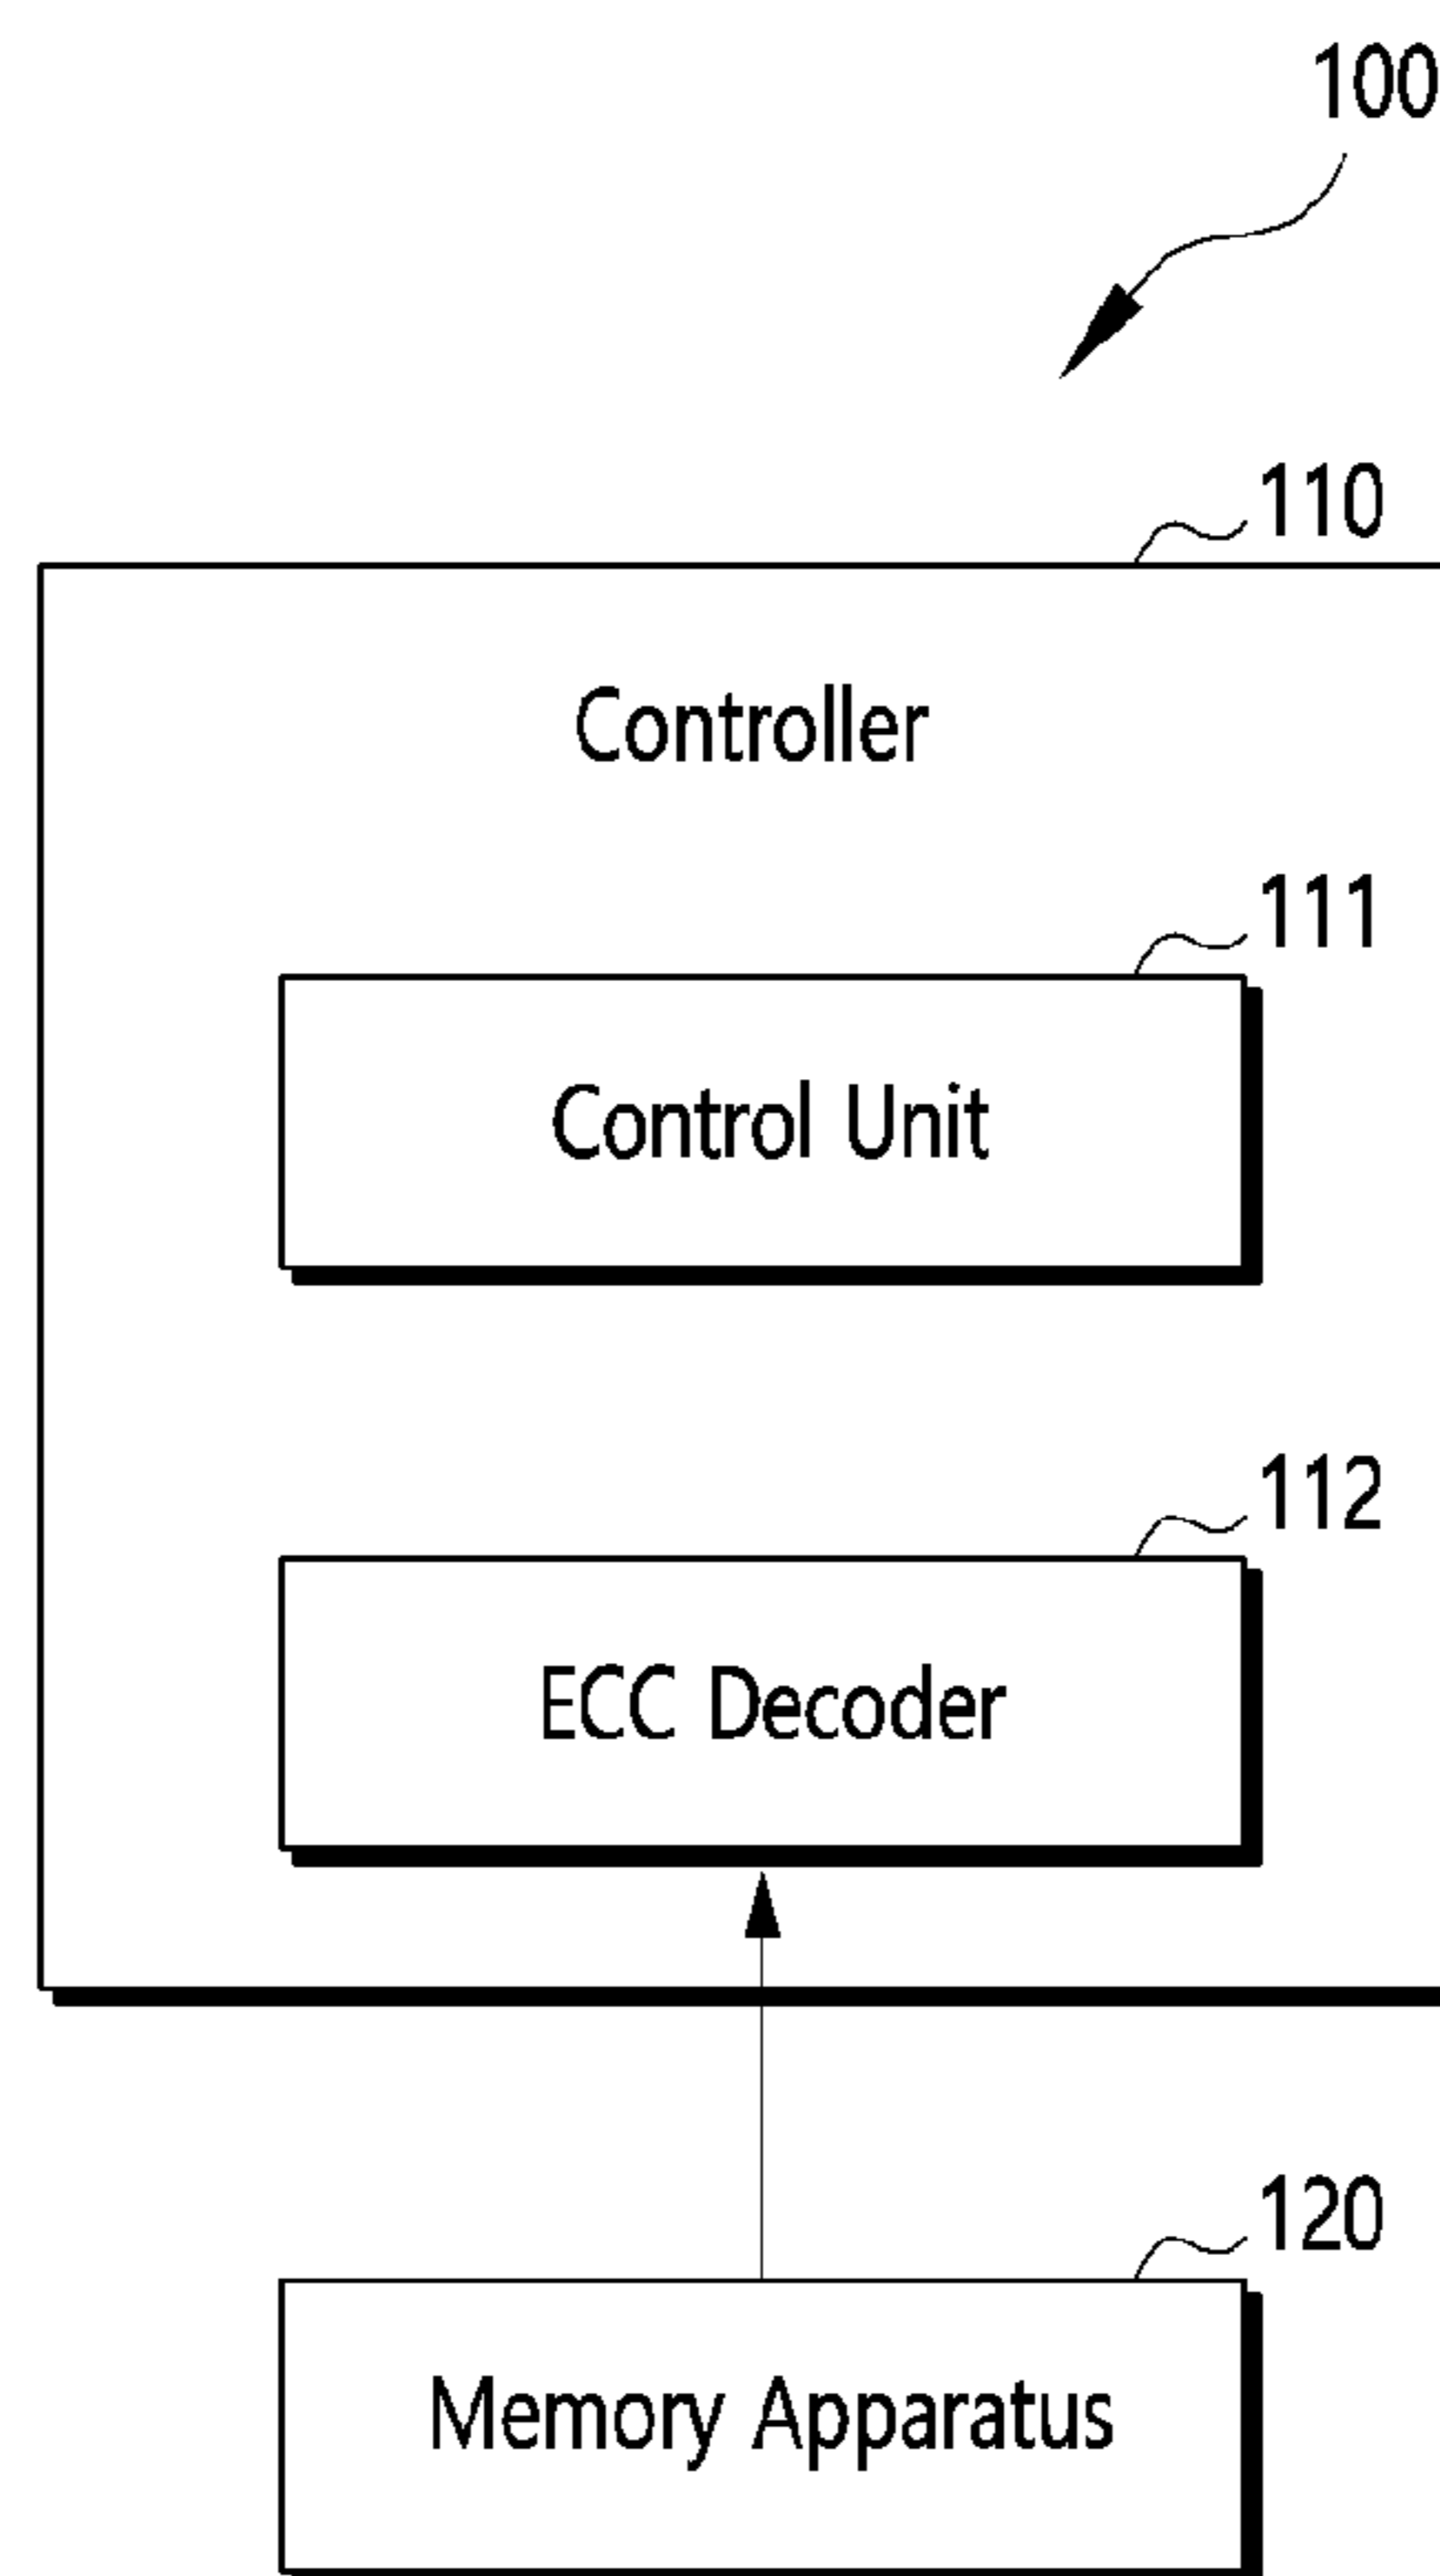 100
110
Controller
111
Control Unit
112
ECC Decoder
120
Memory Apparatus